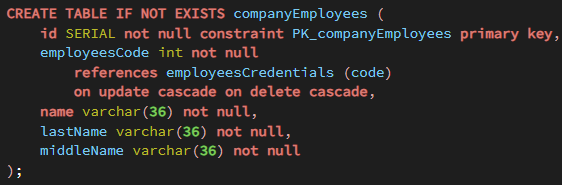 CREATE TABLE IF NOT EXISTS companyEmployees (
    id SERIAL not null constraint PK_companyEmployees primary key,
    employeesCode int not null
        references employeesCredentials (code)
        on update cascade on delete cascade,
    name varchar(36) not null,
    lastName varchar(36) not null,
    middleName varchar(36) not null
);